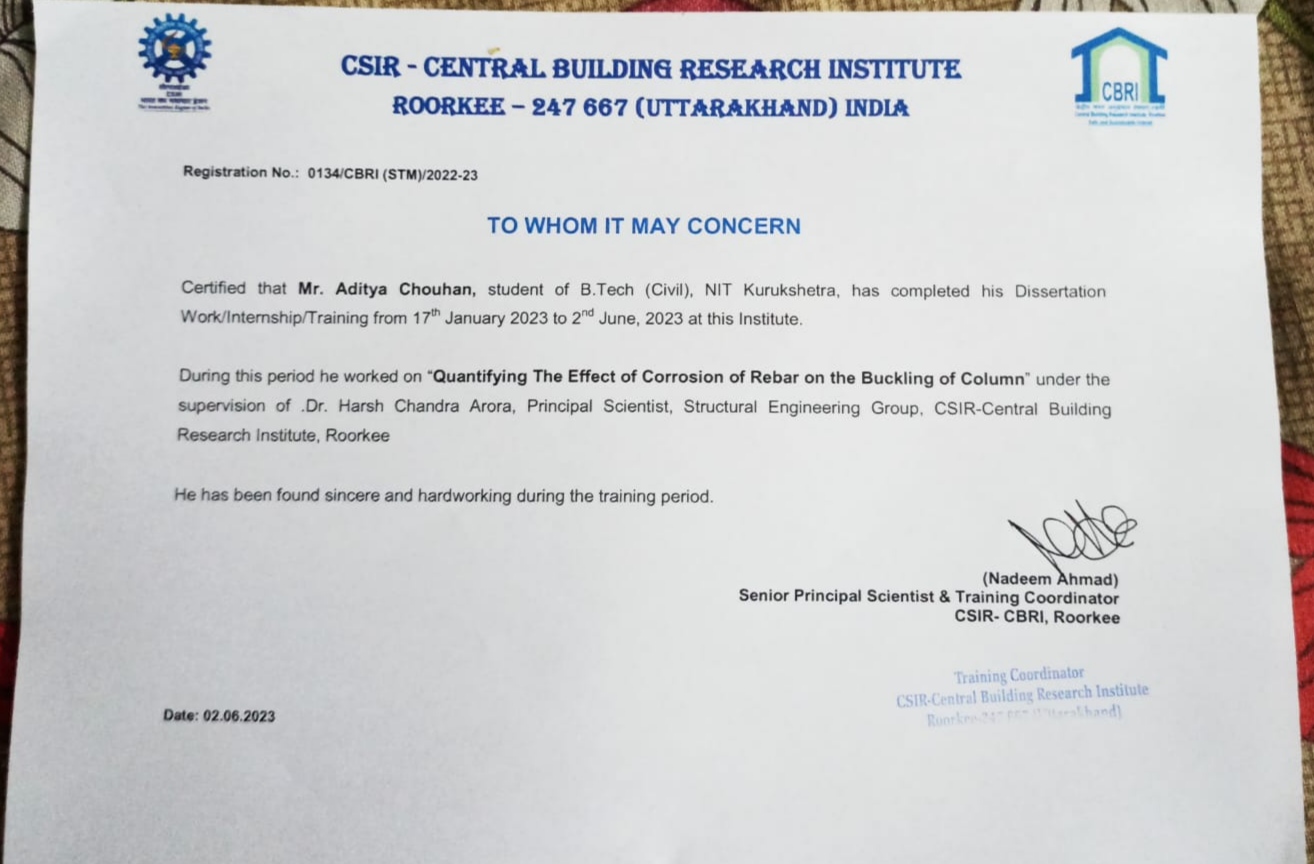 CSIR - CENTRAL BUILDING RESEARCH INSTITUTE
ROORKEE – 247 667 (UTTARAKHAND) INDIA
CSIR
CBRI
Registration No.: 0134/CBRI (STM)/2022-23
TO WHOM IT MAY CONCERN
Certified that Mr. Aditya Chouhan, student of B.Tech (Civil), NIT Kurukshetra, has completed his Dissertation
Work/Internship/Training from 17th January 2023 to 2nd June, 2023 at this Institute.
During this period he worked on “Quantifying The Effect of Corrosion of Rebar on the Buckling of Column” under the
supervision of .Dr. Harsh Chandra Arora, Principal Scientist, Structural Engineering Group, CSIR-Central Building
Research Institute, Roorkee
He has been found sincere and hardworking during the training period.
(Nadeem Ahmad)
Senior Principal Scientist & Training Coordinator
CSIR- CBRI, Roorkee
Training Coordinator
CSIR-Central Building Research Institute
Roorkee-247 667 (Uttarakhand)
Date: 02.06.2023